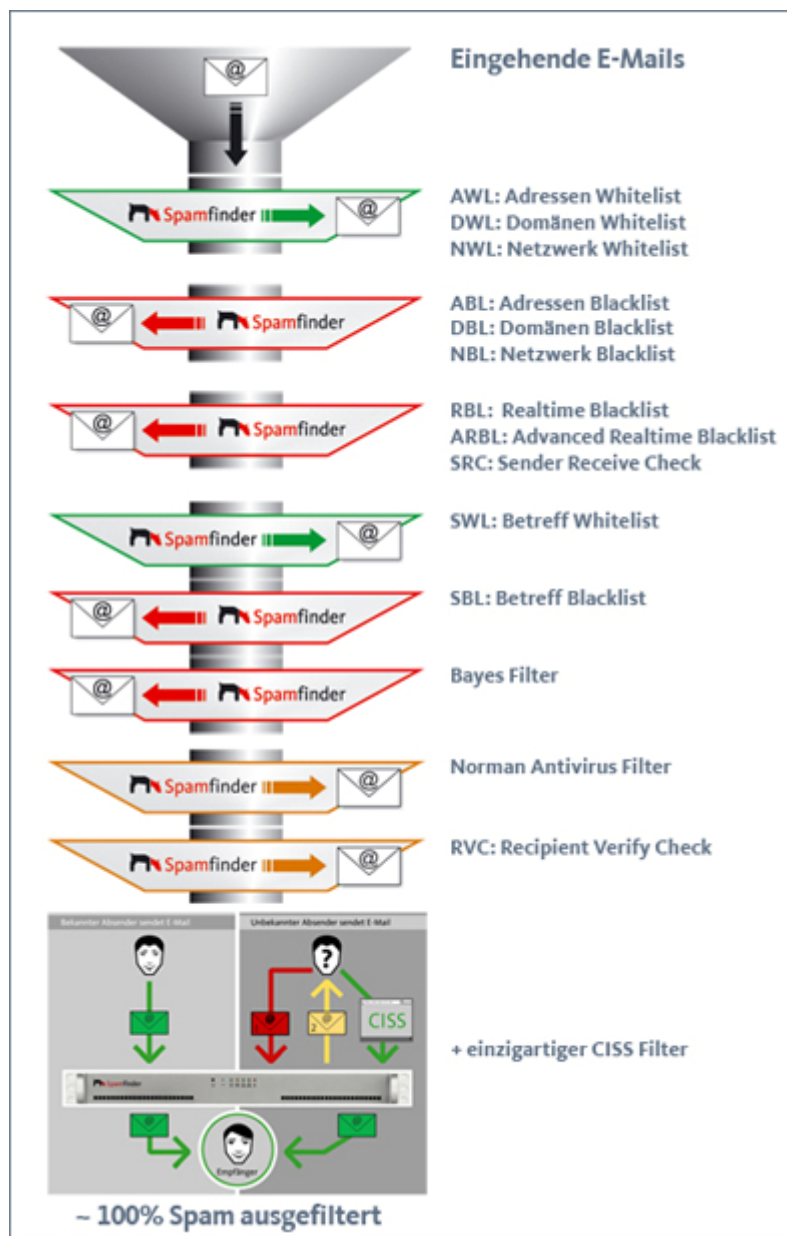 @
Eingehende E-Mails
Spamfinder
@
AWL: Adressen Whitelist
DWL: Domänen Whitelist
NWL: Netzwerk Whitelist
@
Spamfinder
ABL: Adressen Blacklist
DBL: Domänen Blacklist
NBL: Netzwerk Blacklist
@
Spamfinder
RBL: Realtime Blacklist
ARBL: Advanced Realtime Blacklist
SRC: Sender Receive Check
Spamfinder
@
SWL: Betreff Whitelist
@
Spamfinder
SBL: Betreff Blacklist
@
Spamfinder
Bayes Filter
Spamfinder
@
Norman Antivirus Filter
Spamfinder
@
RVC: Recipient Verify Check
Bekannter Absender sendet E-Mail
Unbekannter Absender sendet E-Mail
?
@
1
@
2
@
CISS
+ einzigartiger CISS Filter
Spamfinder
@
@
Empfänger
~ 100% Spam ausgefiltert